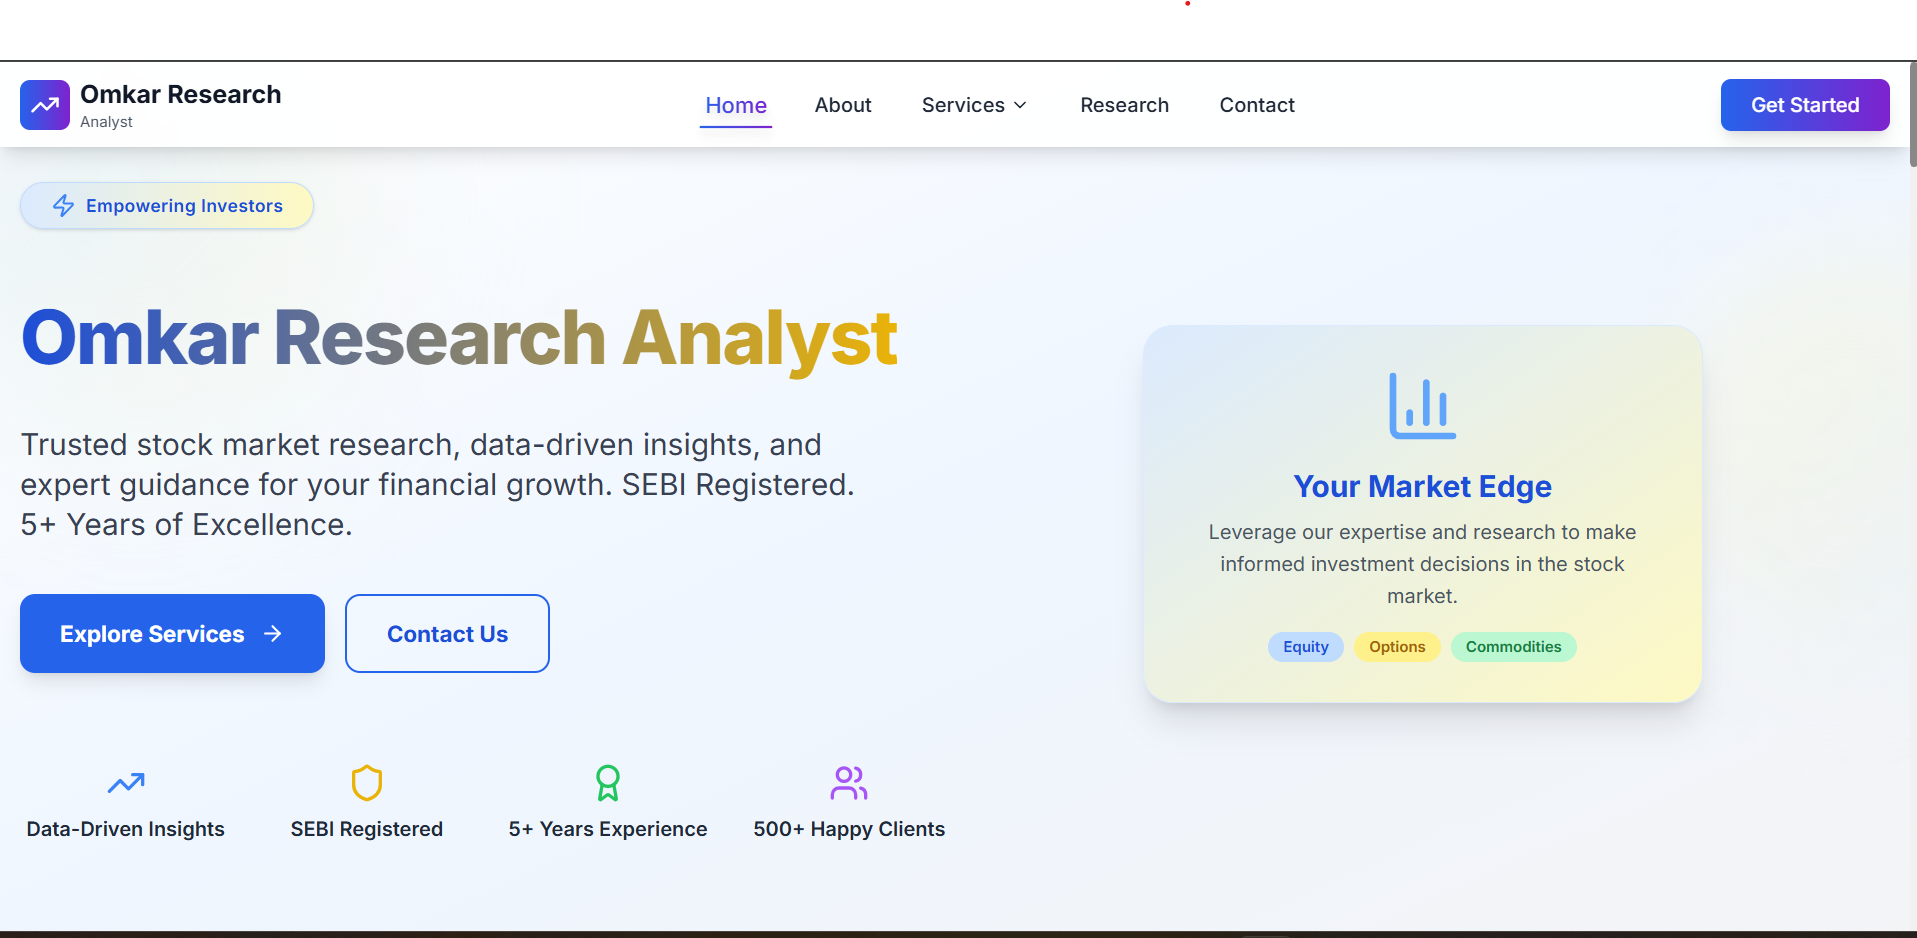 Omkar Research
Analyst
Home
About
Services
Research
Contact
Get Started
Empowering Investors
Omkar Research Analyst
Trusted stock market research, data-driven insights, and
expert guidance for your financial growth. SEBI Registered.
5+ Years of Excellence.
Explore Services
Contact Us
Data-Driven Insights
SEBI Registered
5+ Years Experience
500+ Happy Clients
Your Market Edge
Leverage our expertise and research to make
informed investment decisions in the stock
market.
Equity
Options
Commodities